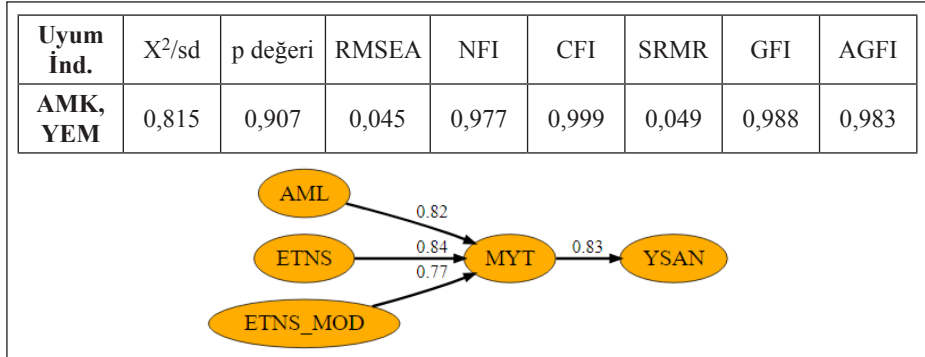 Uyum İnd. X²/sd p değeri RMSEA NFI CFI SRMR GFI AGFI
AMK, YEM 0,815 0,907 0,045 0,977 0,999 0,049 0,988 0,983
AML
0.82
ETNS 0.84 MYT 0.83 YSAN
0.77
ETNS_MOD